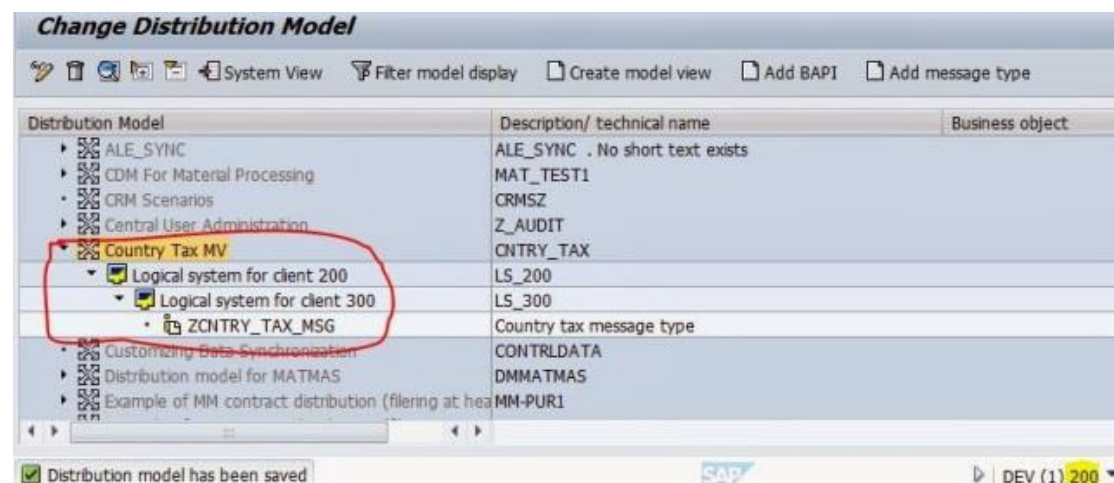 Change Distribution Model
System View Filter model display Create model view Add BAPI Add message type
Distribution Model Description/ technical name Business object
ALE_SYNC ALE_SYNC . No short text exists
CDM For Material Processing MAT_TEST1
CRM Scenarios CRMSZ
Central User Administration Z_AUDIT
Country Tax MV CNTRY_TAX
Logical system for client 200 LS_200
Logical system for client 300 LS_300
ZCNTRY_TAX_MSG Country tax message type
Customizing Data Synchronization CONTRLDATA
Distribution model for MATMAS DMMATMAS
Example of MM contract distribution (filering at hea MM-PUR1
Distribution model has been saved SAP DEV (1) 200